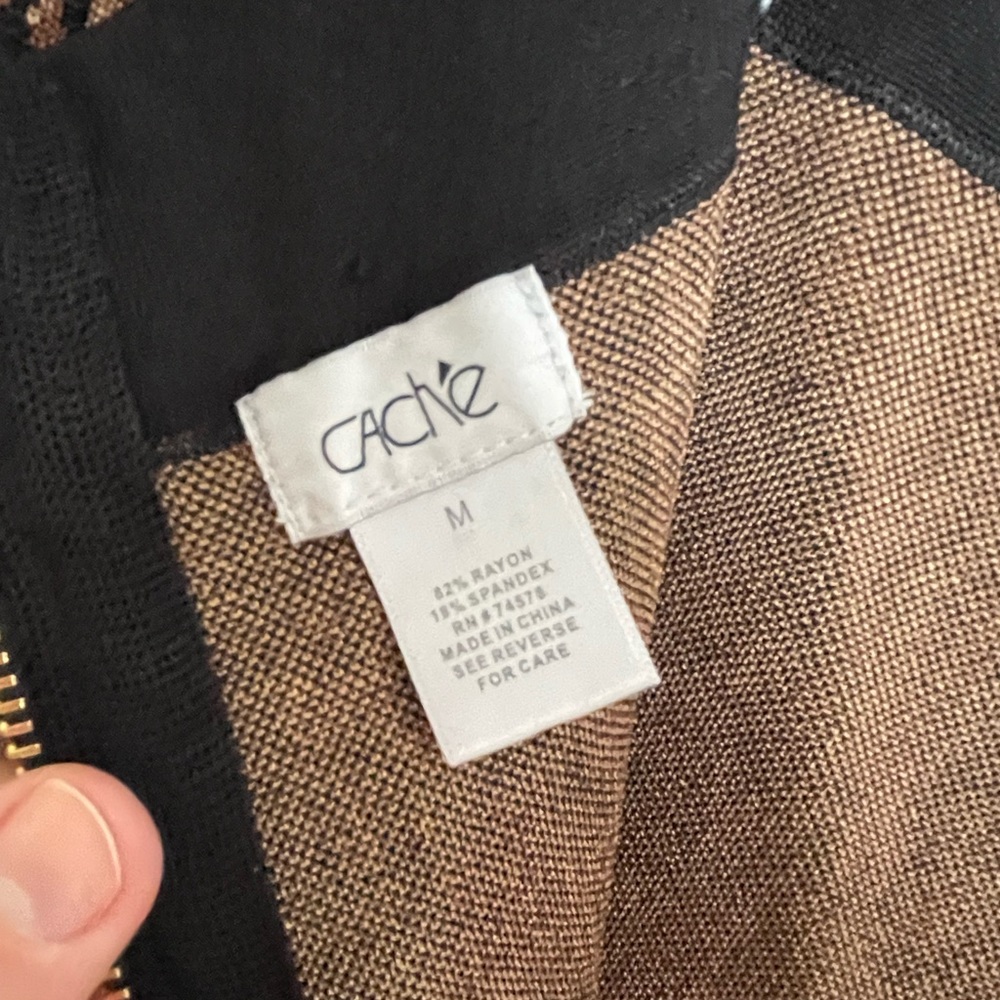 CACHÉ
M
82% RAYON
18% SPANDEX
RN # 74578
MADE IN CHINA
SEE REVERSE
FOR CARE